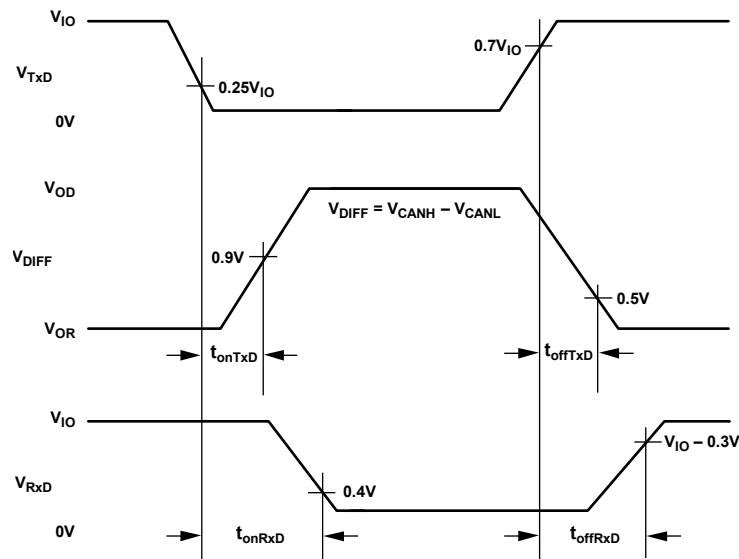 V_IO
0.7V_IO
V_TxD
0.25V_IO
0V
V_OD
V_DIFF = V_CANH – V_CANL
0.9V
V_DIFF
0.5V
V_OR
t_onTxD
t_offTxD
V_IO
V_IO – 0.3V
V_RxD
0.4V
0V
t_onRxD
t_offRxD